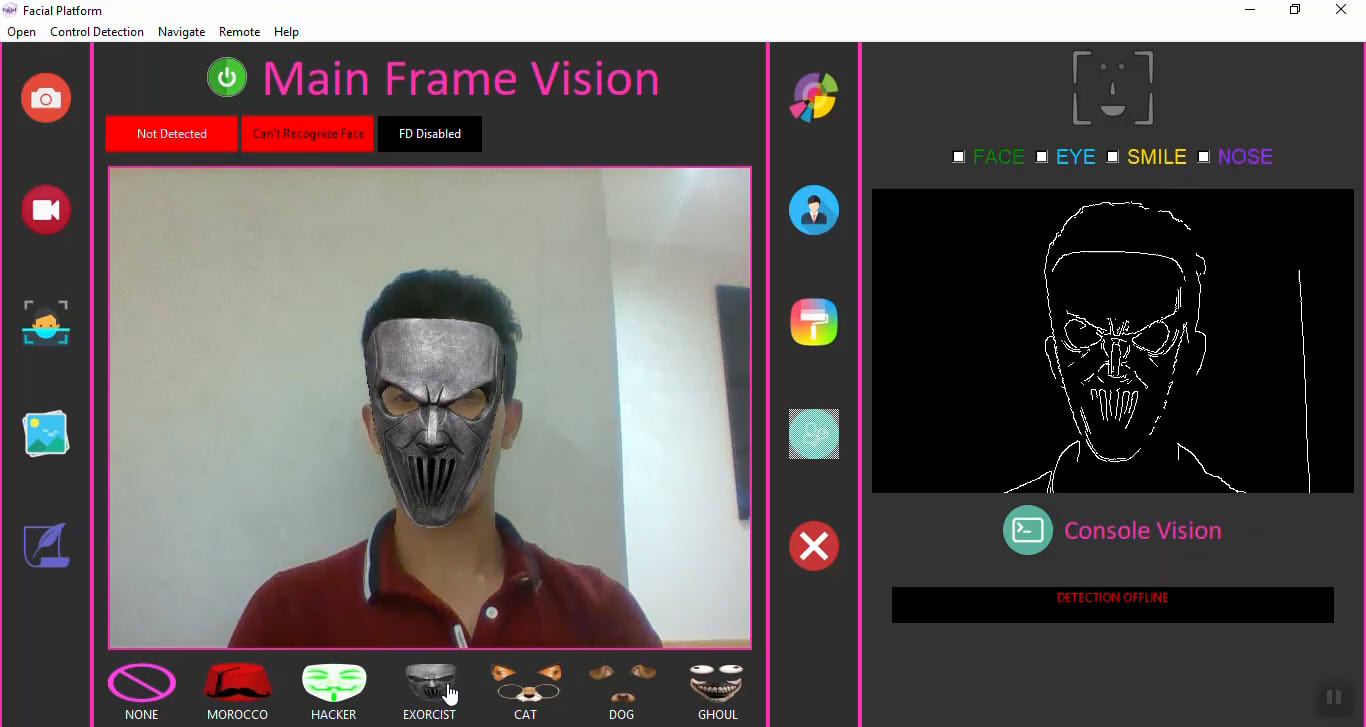 Facial Platform
Open Control Detection Navigate Remote Help
Main Frame Vision
Not Detected Can't Recognize Face FD Disabled
FACE EYE SMILE NOSE
Console Vision
DETECTION OFFLINE
NONE MOROCCO HACKER EXORCIST CAT DOG GHOUL